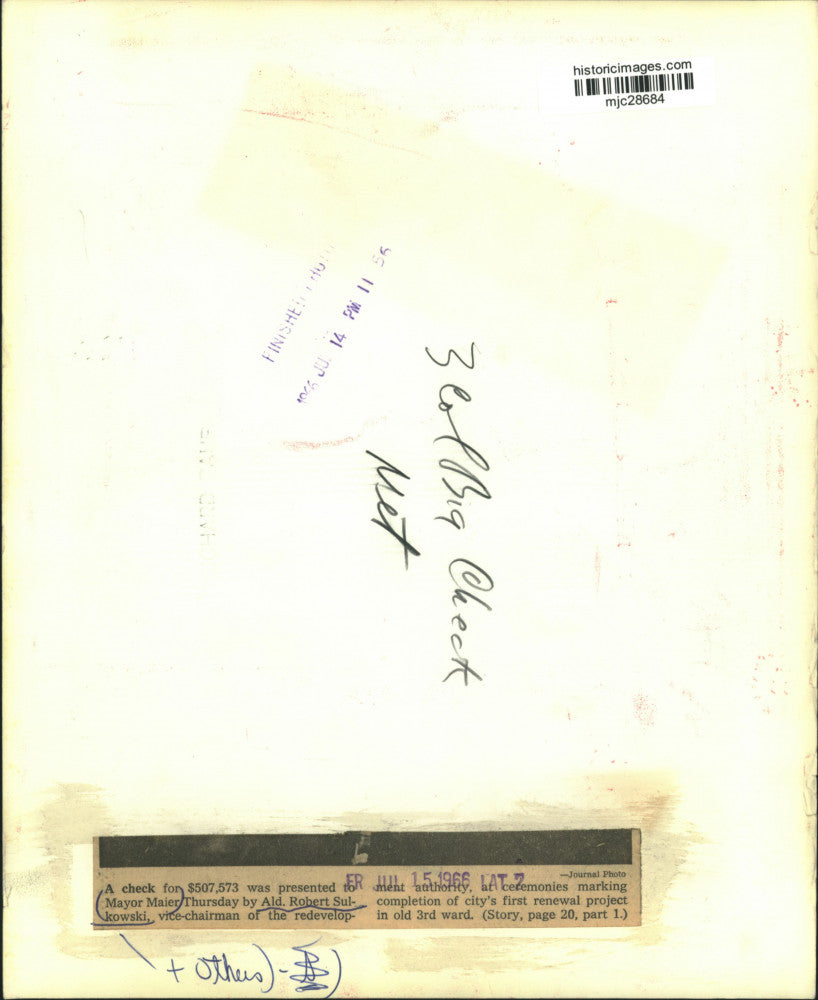 historicimages.com
mjc28684
FINISHED
1966 JUL 14 PM 11 56
3 Col Big Check
Met
FR JUL 15 1966 LAT 2
—Journal Photo
A check for $507,573 was presented to
Mayor Maier Thursday by Ald. Robert Sul-
kowski, vice-chairman of the redevelop-
ment authority, at ceremonies marking
completion of city's first renewal project
in old 3rd ward. (Story, page 20, part 1.)
+ Others)-